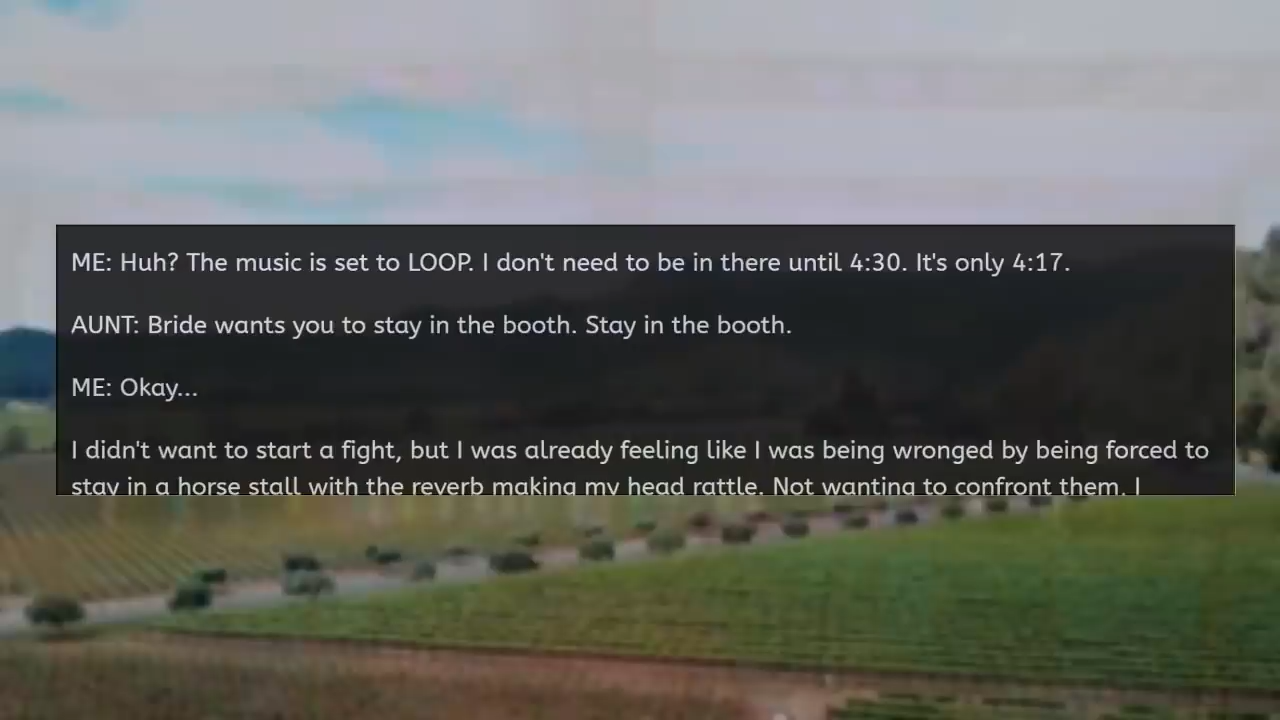 ME: Huh? The music is set to LOOP. I don't need to be in there until 4:30. It's only 4:17.
AUNT: Bride wants you to stay in the booth. Stay in the booth.
ME: Okay...
I didn't want to start a fight, but I was already feeling like I was being wronged by being forced to
stay in a horse stall with the reverb making my head rattle. Not wanting to confront them, I